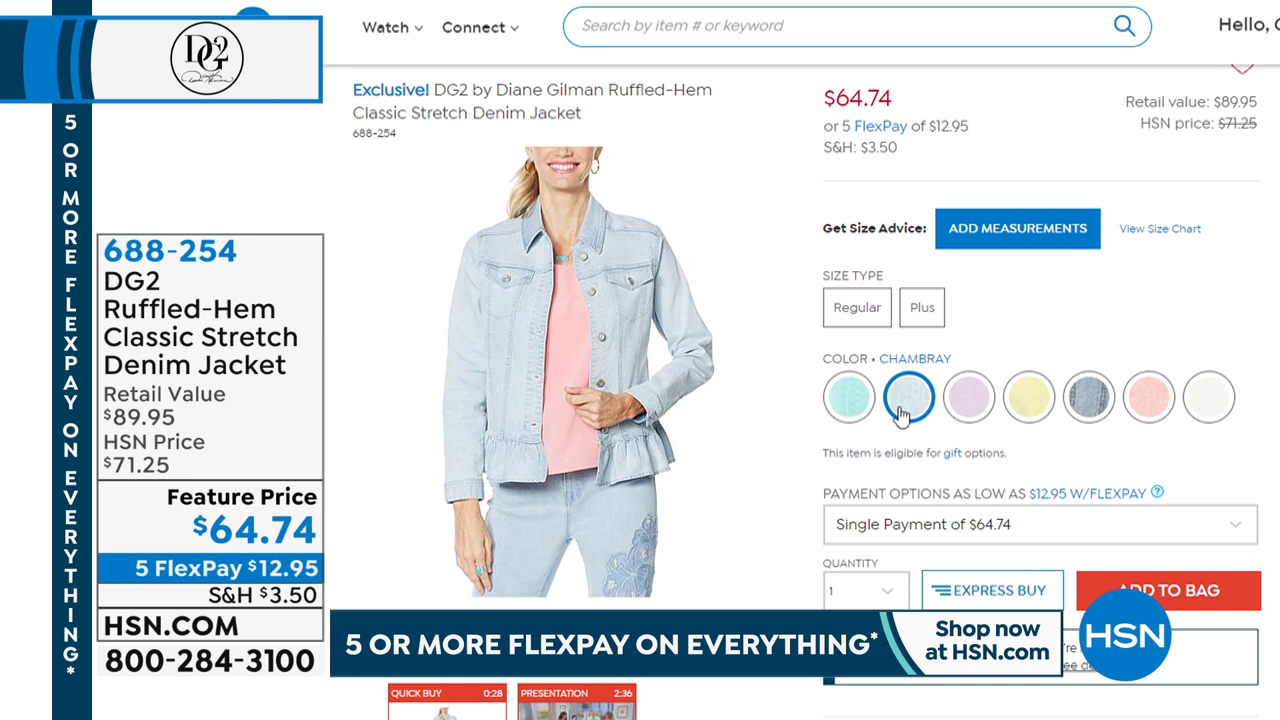 DG2
5 OR MORE FLEXPAY ON EVERYTHING*
688-254
DG2
Ruffled-Hem
Classic Stretch
Denim Jacket
Retail Value
$89.95
HSN Price
$71.25
Feature Price
$64.74
5 FlexPay $12.95
S&H $3.50
HSN.COM
800-284-3100
Watch
Connect
Search by item # or keyword
Hello,
Exclusive! DG2 by Diane Gilman Ruffled-Hem
Classic Stretch Denim Jacket
688-254
$64.74
or 5 FlexPay of $12.95
S&H: $3.50
Retail value: $89.95
HSN price: $71.25
Get Size Advice:
ADD MEASUREMENTS
View Size Chart
SIZE TYPE
Regular
Plus
COLOR • CHAMBRAY
This item is eligible for gift options.
PAYMENT OPTIONS AS LOW AS $12.95 W/FLEXPAY ?
Single Payment of $64.74
QUANTITY
1
EXPRESS BUY
ADD TO BAG
5 OR MORE FLEXPAY ON EVERYTHING*
Shop now
at HSN.com
HSN
QUICK BUY 0:28
PRESENTATION 2:36